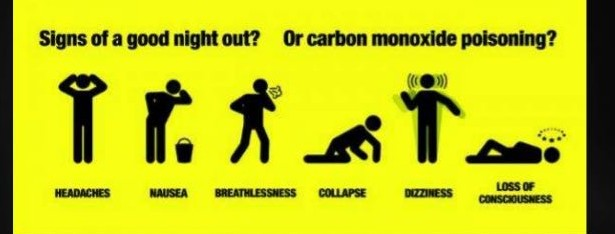 Signs of a good night out? Or carbon monoxide poisoning?
HEADACHES NAUSEA BREATHLESSNESS COLLAPSE DIZZINESS LOSS OF
CONSCIOUSNESS